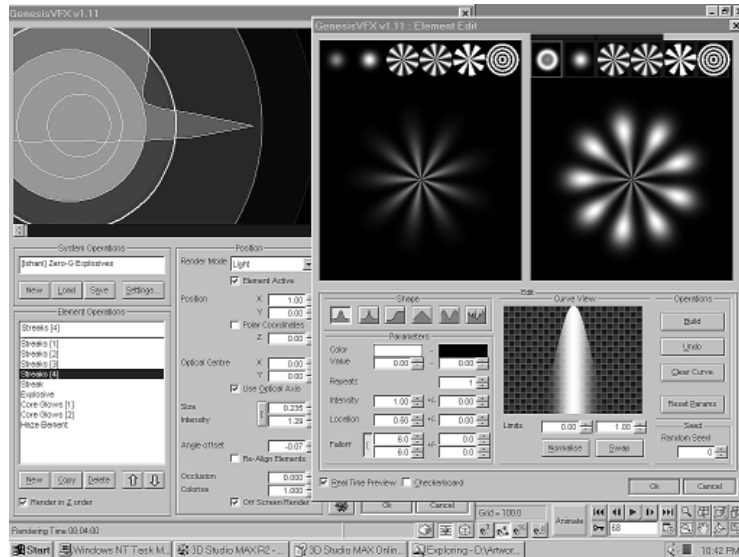 GenesisVFX v1.11
GenesisVFX v1.11 : Element Edit
System Operations
[Ishani] Zero-G Explosives
New Load Save Settings...
Element Operations
Streaks [4]
Streaks [1]
Streaks [2]
Streaks [3]
Streaks [4]
Streak
Explosive
Core Glows [1]
Core Glows [2]
Haze Element
New Copy Delete
Render in Z order
Position
Render Mode Light
Element Active
Position X 1.00
Y 0.00
Polar Coordinates
Z 0.00
Optical Centre X 0.00
Y 0.00
Use Optical Axis
Size 0.235
Intensity 1.29
Angle offset -0.07
Re-Align Elements
Occlusion 0.000
Colorise 1.000
Off Screen Render
Ok Cancel
Edit
Shape
Parameters
Color -
Value 0.00 - 0.00
Repeats 1
Intensity 1.00 +/- 0.00
Location 0.50 +/- 0.00
Falloff 6.0 +/- 0.0
6.0 0.0
Curve View
Limits 0.00 1.00
Normalise Swap
Operations
Build
Undo
Clear Curve
Reset Params
Seed
Random Seed
0
Real Time Preview Checkerboard
Ok Cancel
Rendering Time 00:04:00
Grid = 100.0
Animate
68
Start Windows NT Task M... 3D Studio MAX R2 - ... 3D Studio MAX Onlin... Exploring - D:\Artwor... 10:42 PM